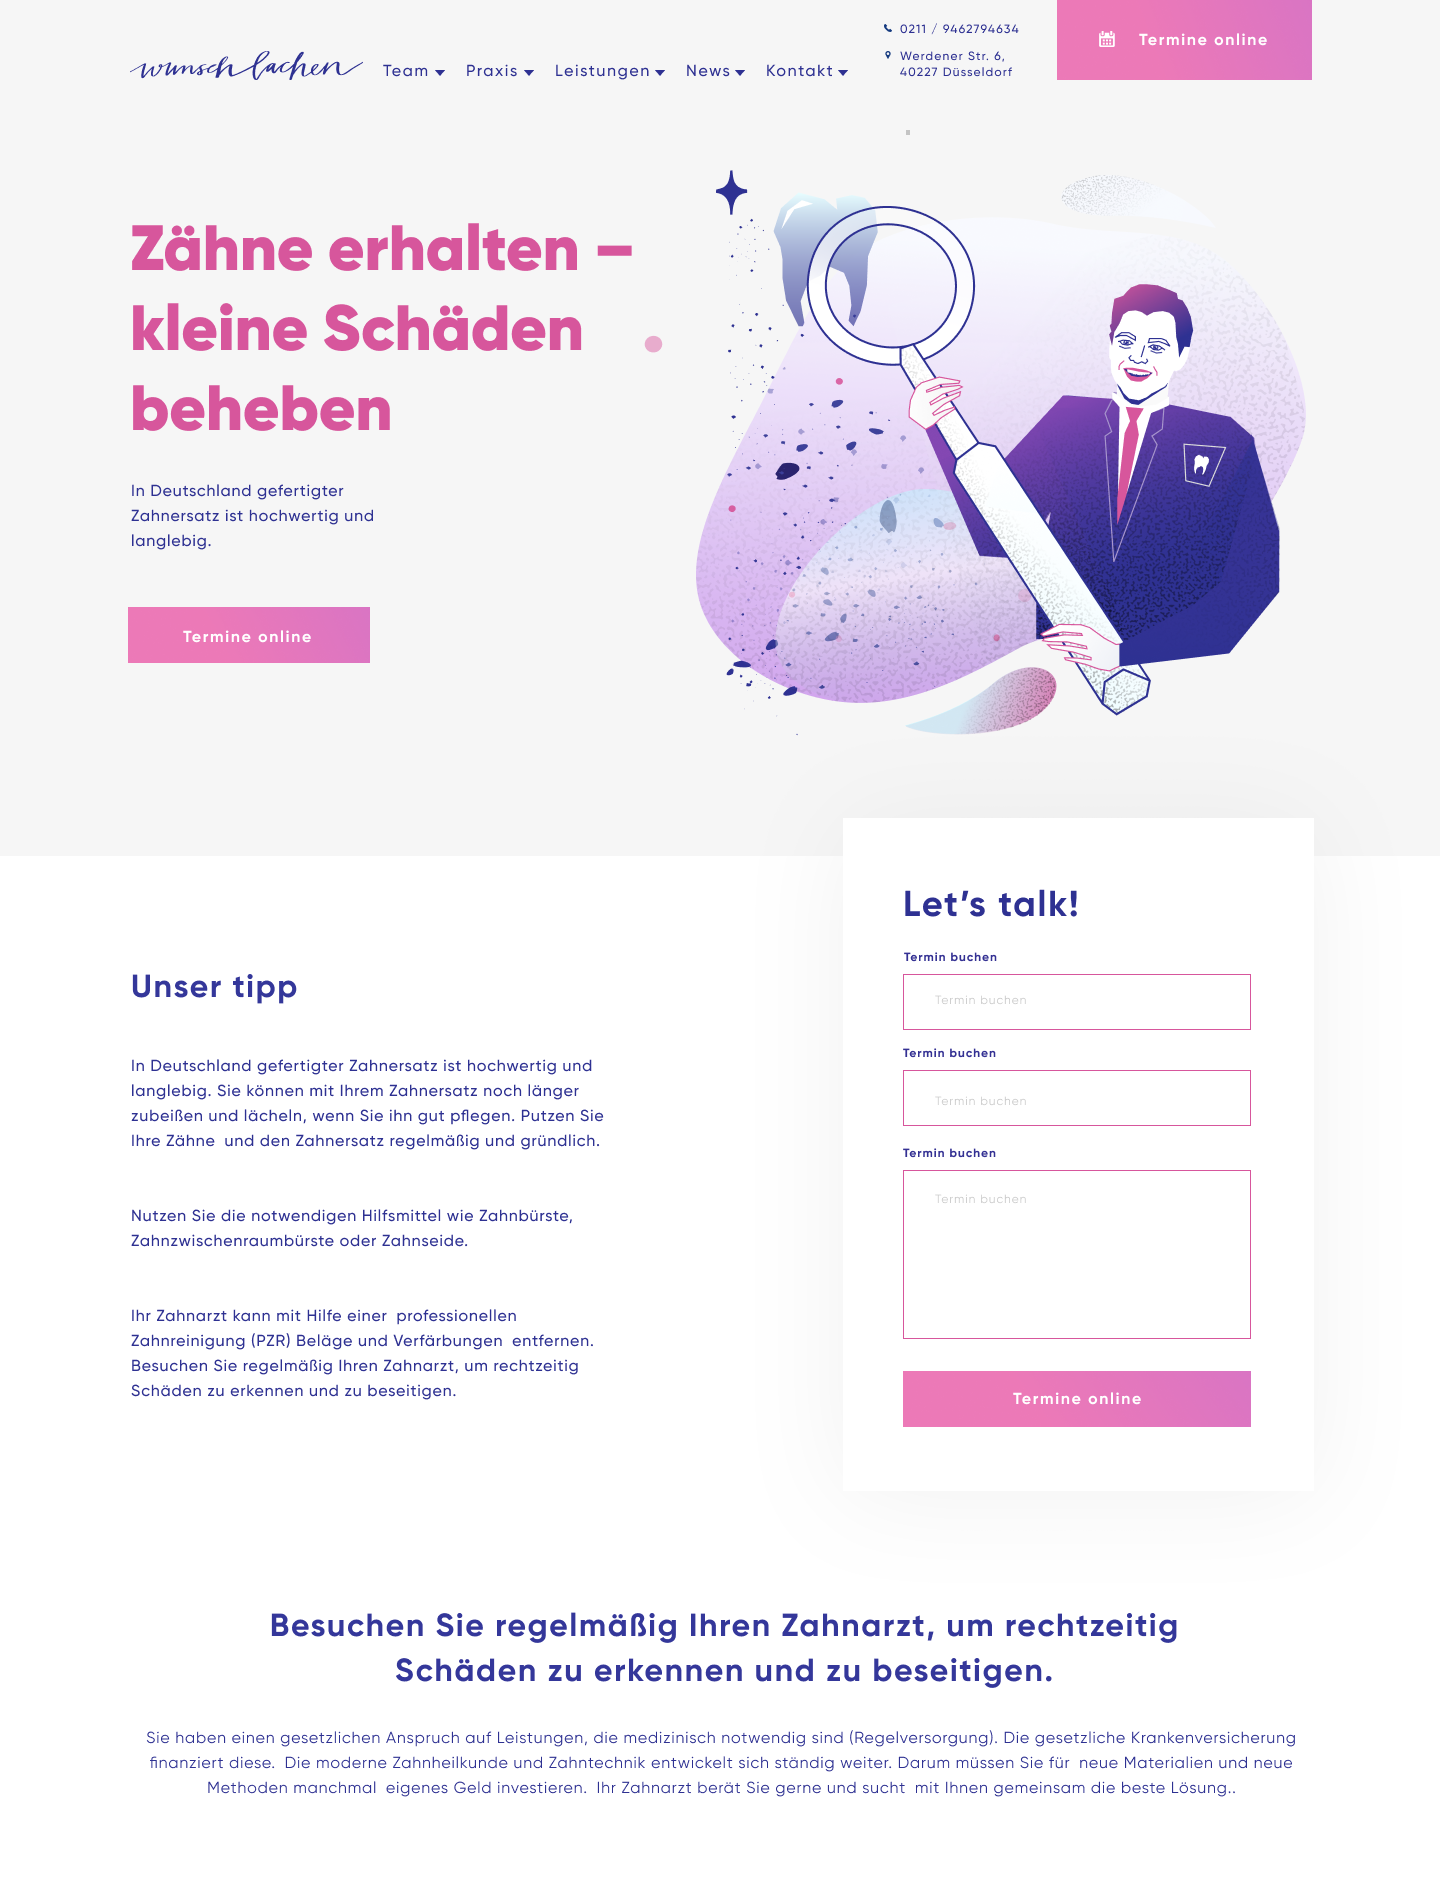 wunschlachen
Team
Praxis
Leistungen
News
Kontakt
0211 / 9462794634
Werdener Str. 6,
40227 Düsseldorf
Termine online
Zähne erhalten –
kleine Schäden
beheben
In Deutschland gefertigter
Zahnersatz ist hochwertig und
langlebig.
Termine online
Unser tipp
In Deutschland gefertigter Zahnersatz ist hochwertig und
langlebig. Sie können mit Ihrem Zahnersatz noch länger
zubeißen und lächeln, wenn Sie ihn gut pflegen. Putzen Sie
Ihre Zähne  und den Zahnersatz regelmäßig und gründlich.
Nutzen Sie die notwendigen Hilfsmittel wie Zahnbürste,
Zahnzwischenraumbürste oder Zahnseide.
Ihr Zahnarzt kann mit Hilfe einer  professionellen
Zahnreinigung (PZR) Beläge und Verfärbungen  entfernen.
Besuchen Sie regelmäßig Ihren Zahnarzt, um rechtzeitig
Schäden zu erkennen und zu beseitigen.
Let’s talk!
Termin buchen
Termin buchen
Termin buchen
Termin buchen
Termin buchen
Termin buchen
Termine online
Besuchen Sie regelmäßig Ihren Zahnarzt, um rechtzeitig
Schäden zu erkennen und zu beseitigen.
Sie haben einen gesetzlichen Anspruch auf Leistungen, die medizinisch notwendig sind (Regelversorgung). Die gesetzliche Krankenversicherung
finanziert diese.  Die moderne Zahnheilkunde und Zahntechnik entwickelt sich ständig weiter. Darum müssen Sie für  neue Materialien und neue
Methoden manchmal  eigenes Geld investieren.  Ihr Zahnarzt berät Sie gerne und sucht  mit Ihnen gemeinsam die beste Lösung..